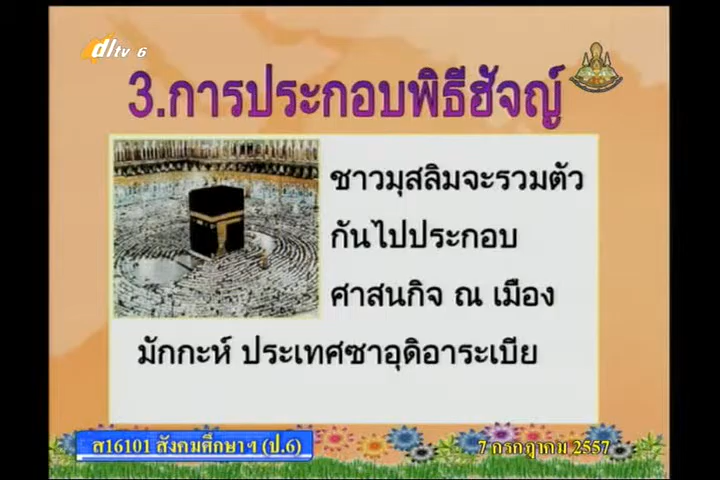 dltv 6
3.การประกอบพิธีฮัจญ์
ชาวมุสลิมจะรวมตัว
กันไปประกอบ
ศาสนกิจ ณ เมือง
มักกะห์ ประเทศซาอุดิอาระเบีย
ส16101 สังคมศึกษาฯ (ป.6)
7 กรกฎาคม 2557